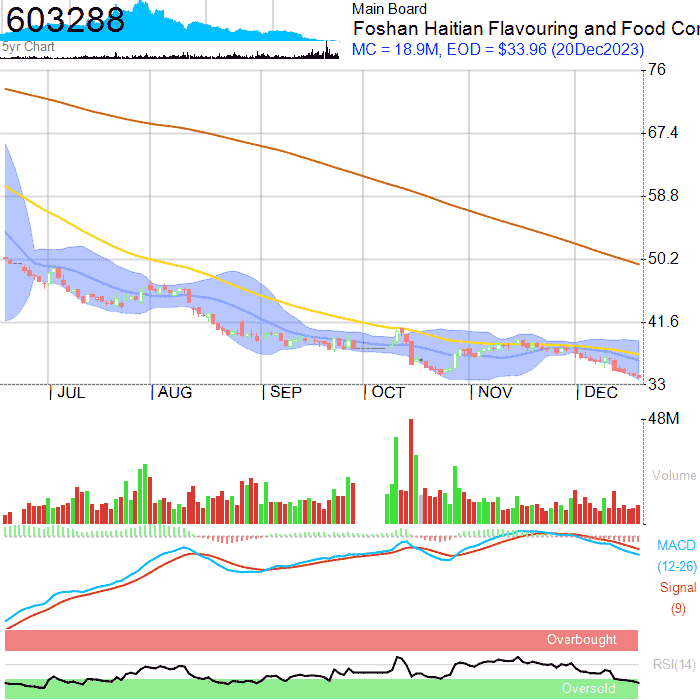 603288
5yr Chart
Main Board
Foshan Haitian Flavouring and Food Cor
MC = 18.9M, EOD = $33.96 (20Dec2023)
76
67.4
58.8
50.2
41.6
33
JUL AUG SEP OCT NOV DEC
48M
Volume
MACD
(12-26)
Signal
(9)
Overbought
RSI(14)
Oversold